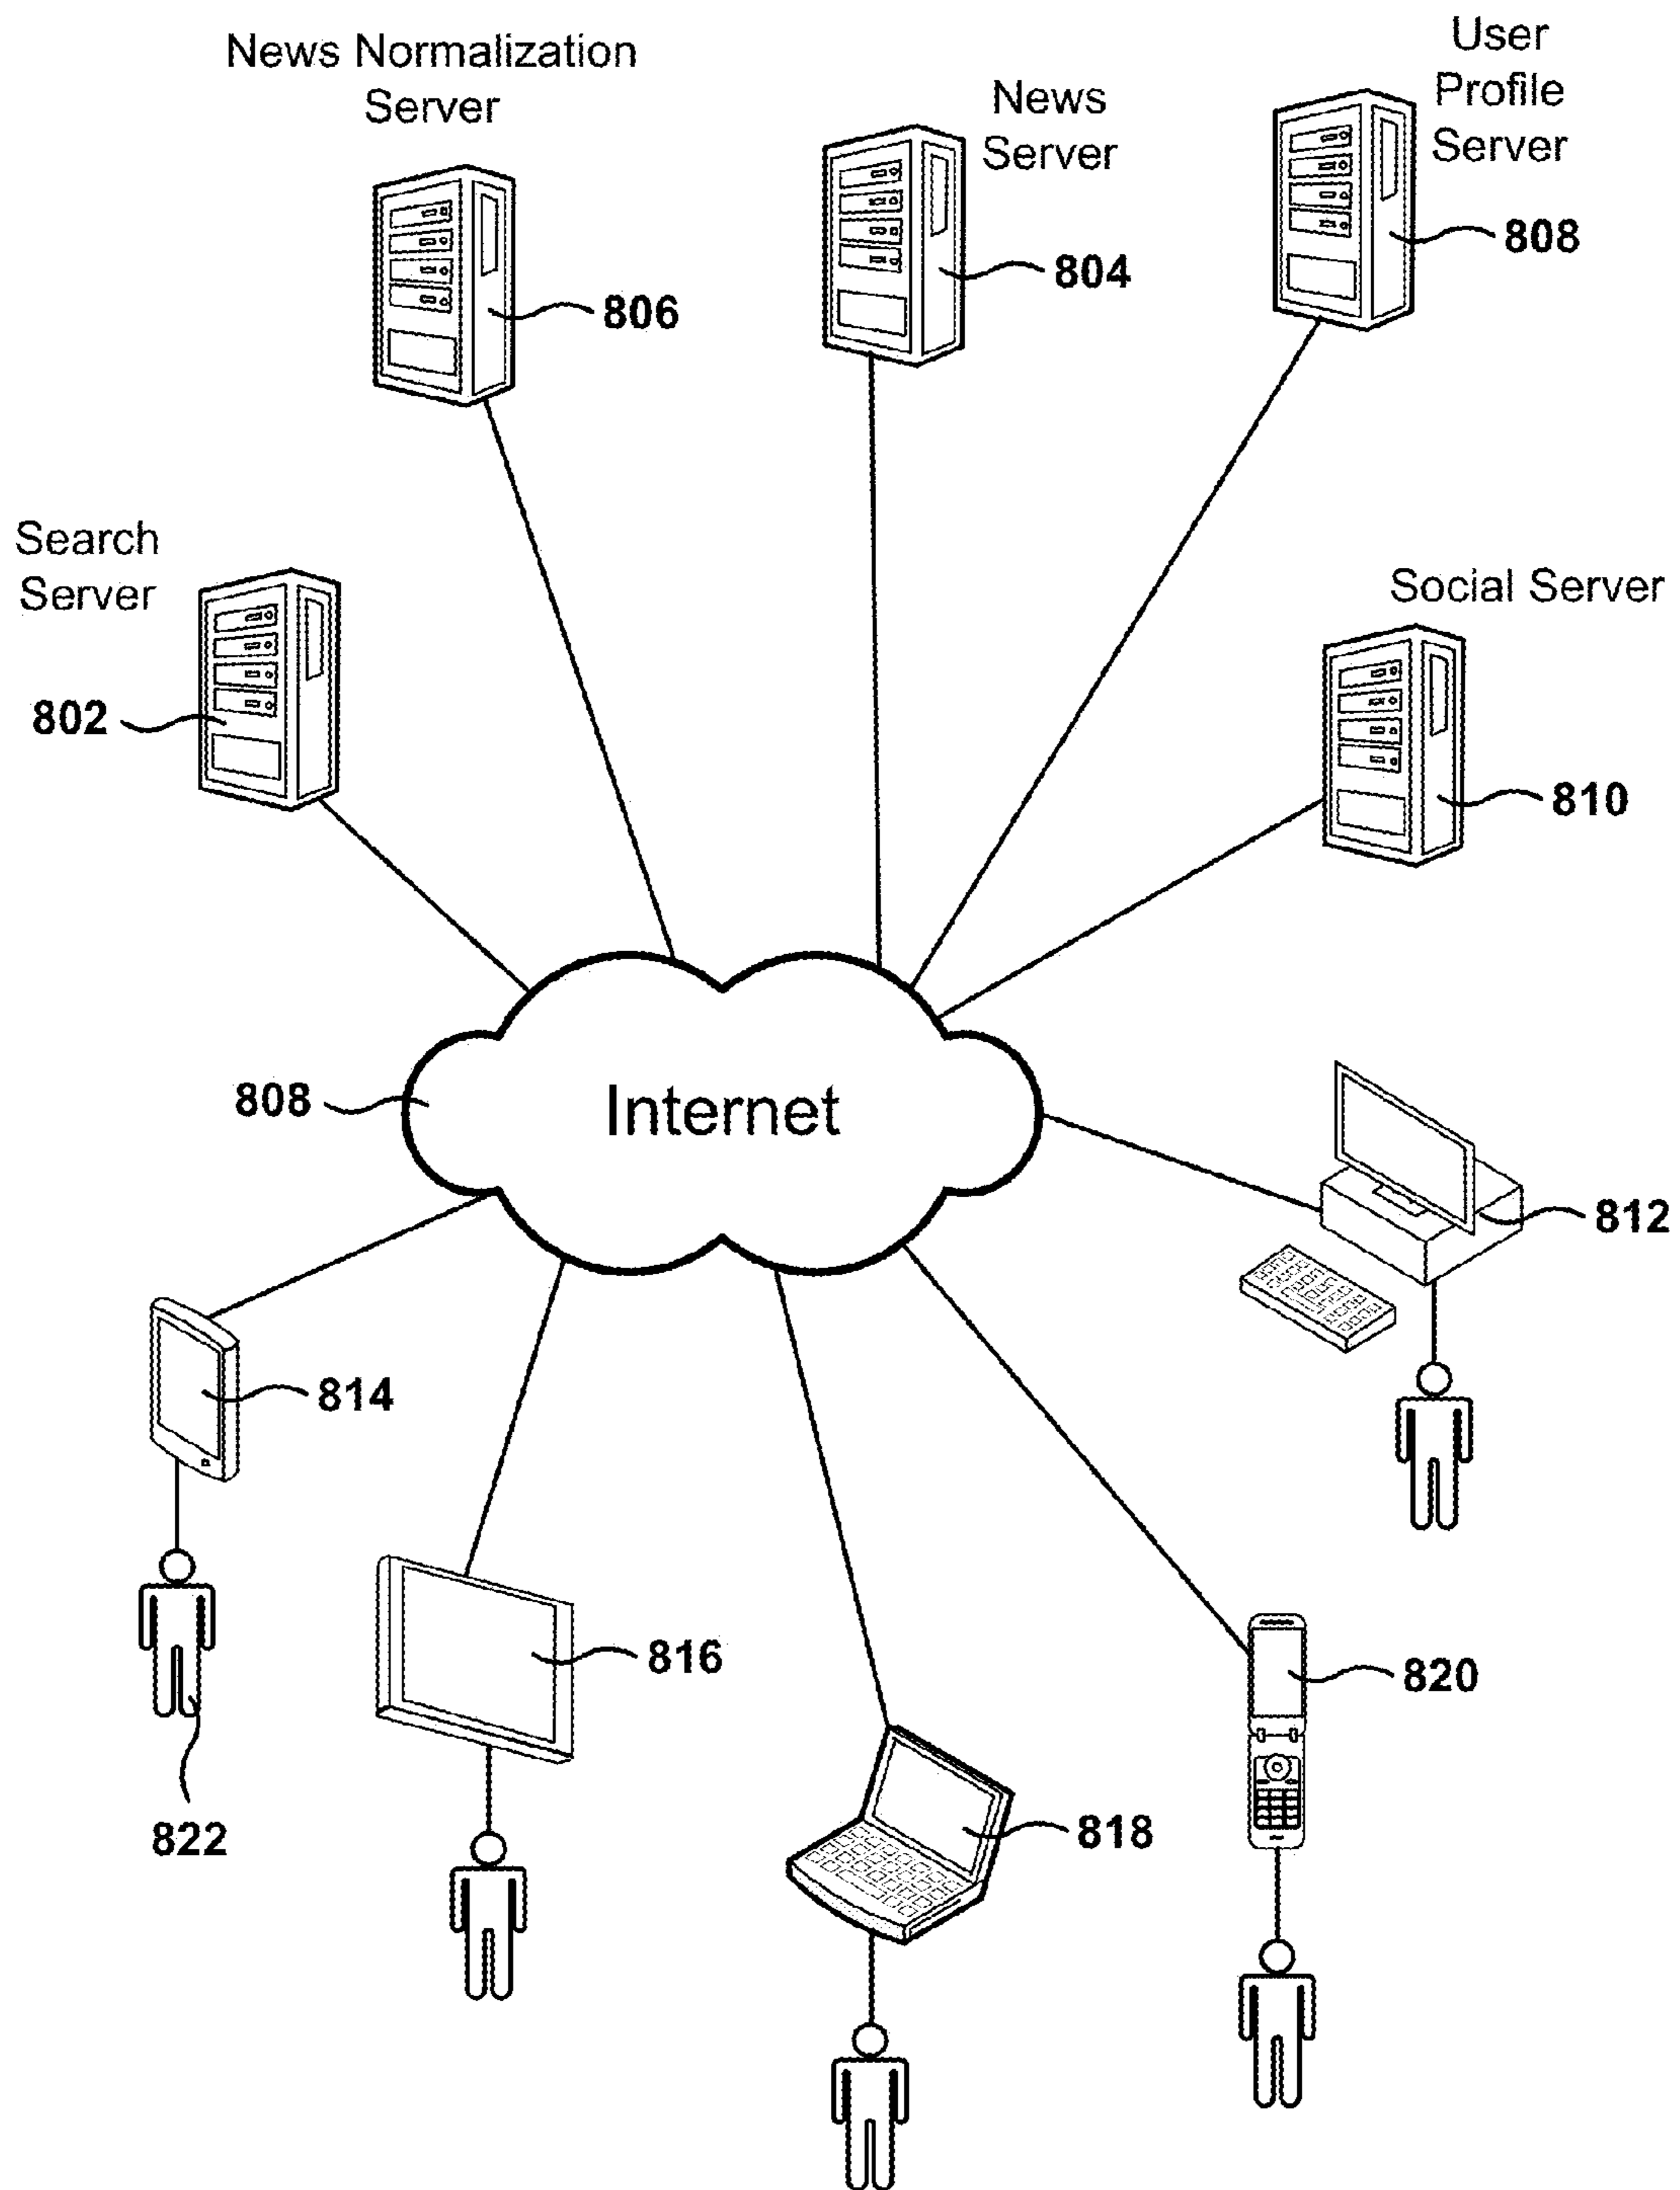 News Normalization
Server
News
Server
User
Profile
Server
806
804
808
Search
Server
802
Social Server
810
808
Internet
812
814
816
820
822
818